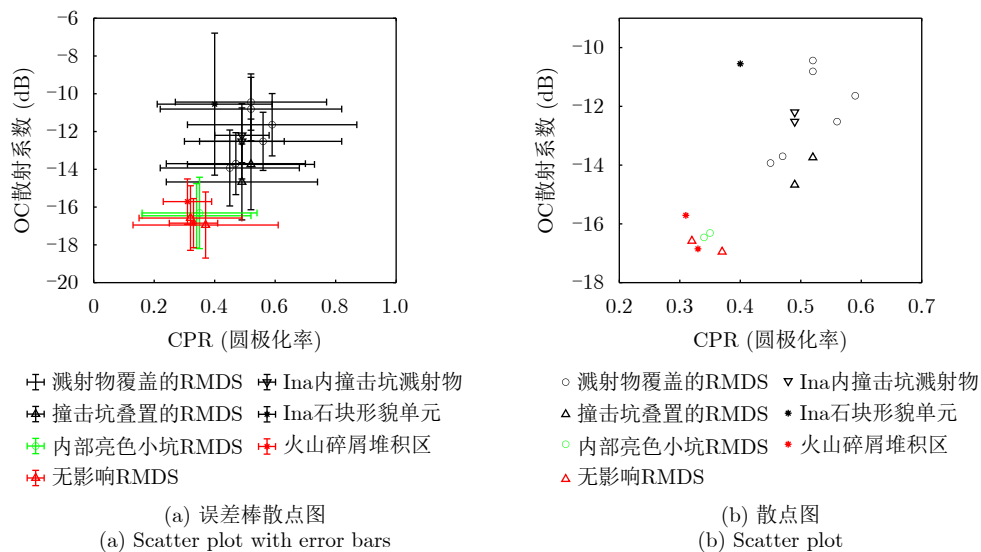 OC散射系数 (dB)
−6
−8
−10
−12
−14
−16
−18
−20
0
0.2
0.4
0.6
0.8
1.0
CPR (圆极化率)
溅射物覆盖的RMDS
Ina内撞击坑溅射物
撞击坑叠置的RMDS
Ina石块形貌单元
内部亮色小坑RMDS
火山碎屑堆积区
无影响RMDS
(a) 误差棒散点图
(a) Scatter plot with error bars
OC散射系数 (dB)
−10
−12
−14
−16
−18
0.2
0.3
0.4
0.5
0.6
0.7
CPR (圆极化率)
溅射物覆盖的RMDS
Ina内撞击坑溅射物
撞击坑叠置的RMDS
Ina石块形貌单元
内部亮色小坑RMDS
火山碎屑堆积区
无影响RMDS
(b) 散点图
(b) Scatter plot